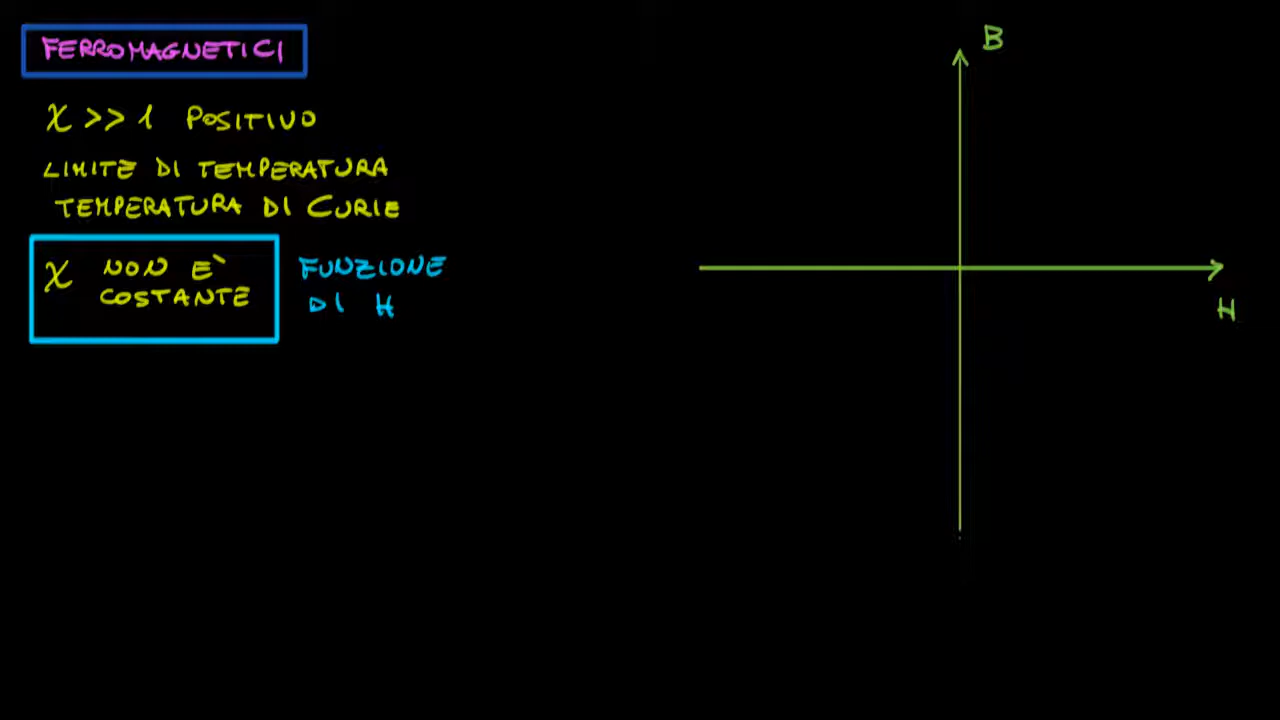 FERROMAGNETICI
χ >> 1 POSITIVO
LIMITE DI TEMPERATURA
TEMPERATURA DI CURIE
χ NON E`
COSTANTE
FUNZIONE
DI H
B
H